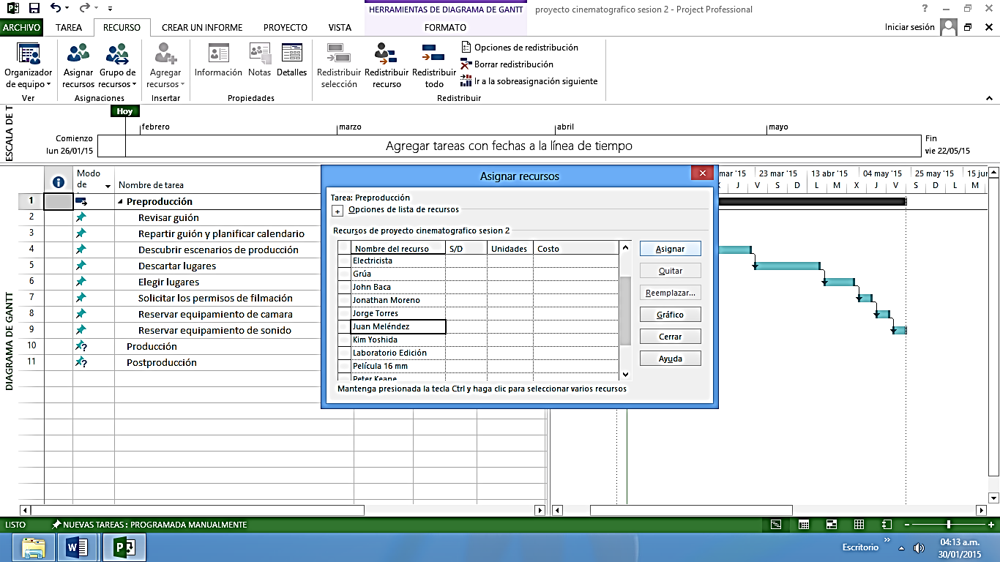 HERRAMIENTAS DE DIAGRAMA DE GANTT
proyecto cinematografico sesion 2 - Project Professional
ARCHIVO TAREA RECURSO CREAR UN INFORME PROYECTO VISTA FORMATO Iniciar sesión
Organizador de equipo
Asignar recursos
Grupo de recursos
Agregar recursos
Información
Notas
Detalles
Redistribuir selección
Redistribuir recurso
Redistribuir todo
Opciones de redistribución
Borrar redistribución
Ir a la sobreasignación siguiente
Ver Asignaciones Insertar Propiedades Redistribuir
ESCALA DE T
Hoy
febrero marzo abril mayo
Comienzo
lun 26/01/15
Agregar tareas con fechas a la línea de tiempo
Fin
vie 22/05/15
DIAGRAMA DE GANTT
Modo de
Nombre de tarea
1 Preproducción
2 Revisar guión
3 Repartir guión y planificar calendario
4 Descubrir escenarios de producción
5 Descartar lugares
6 Elegir lugares
7 Solicitar los permisos de filmación
8 Reservar equipamiento de camara
9 Reservar equipamiento de sonido
10 Producción
11 Postproducción
mar '15 23 mar '15 13 abr '15 04 may '15 25 may '15 15 jun
J V S D L M X J V S D L M
Asignar recursos
Tarea: Preproducción
+ Opciones de lista de recursos
Recursos de proyecto cinematografico sesion 2
Nombre del recurso S/D Unidades Costo
Electricista
Grúa
John Baca
Jonathan Moreno
Jorge Torres
Juan Meléndez
Kim Yoshida
Laboratorio Edición
Película 16 mm
Peter Keane
Asignar
Quitar
Reemplazar...
Gráfico
Cerrar
Ayuda
Mantenga presionada la tecla Ctrl y haga clic para seleccionar varios recursos
LISTO NUEVAS TAREAS : PROGRAMADA MANUALMENTE
Escritorio
04:13 a.m.
30/01/2015